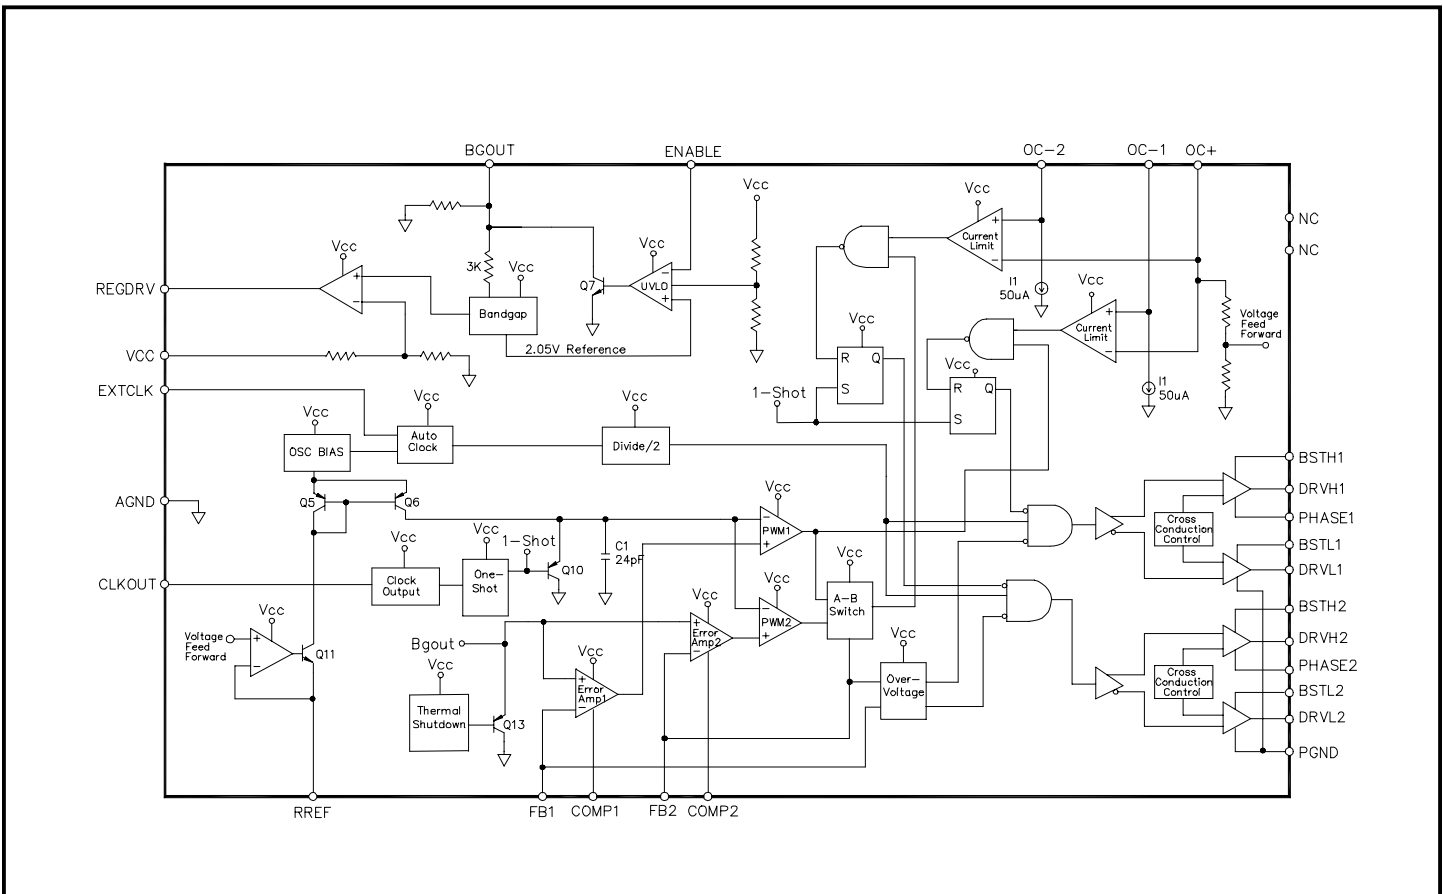 BGOUT
ENABLE
OC-2
OC-1
OC+
Vcc
Vcc
NC
Vcc
Vcc
Vcc
Current
Limit
NC
3K
Vcc
UVLO
Q7
I1
50uA
Vcc
REGDRV
Bandgap
Voltage
Feed
Forward
Vcc
Current
Limit
2.05V Reference
VCC
R
Q
S
Vcc
R
Q
S
I1
50uA
EXTCLK
1-Shot
Vcc
Vcc
Vcc
OSC BIAS
Auto
Clock
Divide/2
BSTH1
Vcc
DRVH1
AGND
Q5
Q6
PWM1
Cross
Conduction
Control
PHASE1
Vcc
1-Shot
C1
24pF
BSTL1
Vcc
Vcc
Q10
DRVL1
CLKOUT
Clock
Output
One-
Shot
Vcc
A-B
Switch
BSTH2
Vcc
Vcc
PWM2
Voltage
Feed
Forward
Bgout
Error
Amp2
Vcc
DRVH2
Q11
Vcc
Vcc
PHASE2
Over-
Voltage
Cross
Conduction
Control
Error
Amp1
BSTL2
Thermal
Shutdown
Q13
DRVL2
PGND
RREF
FB1
COMP1
FB2
COMP2